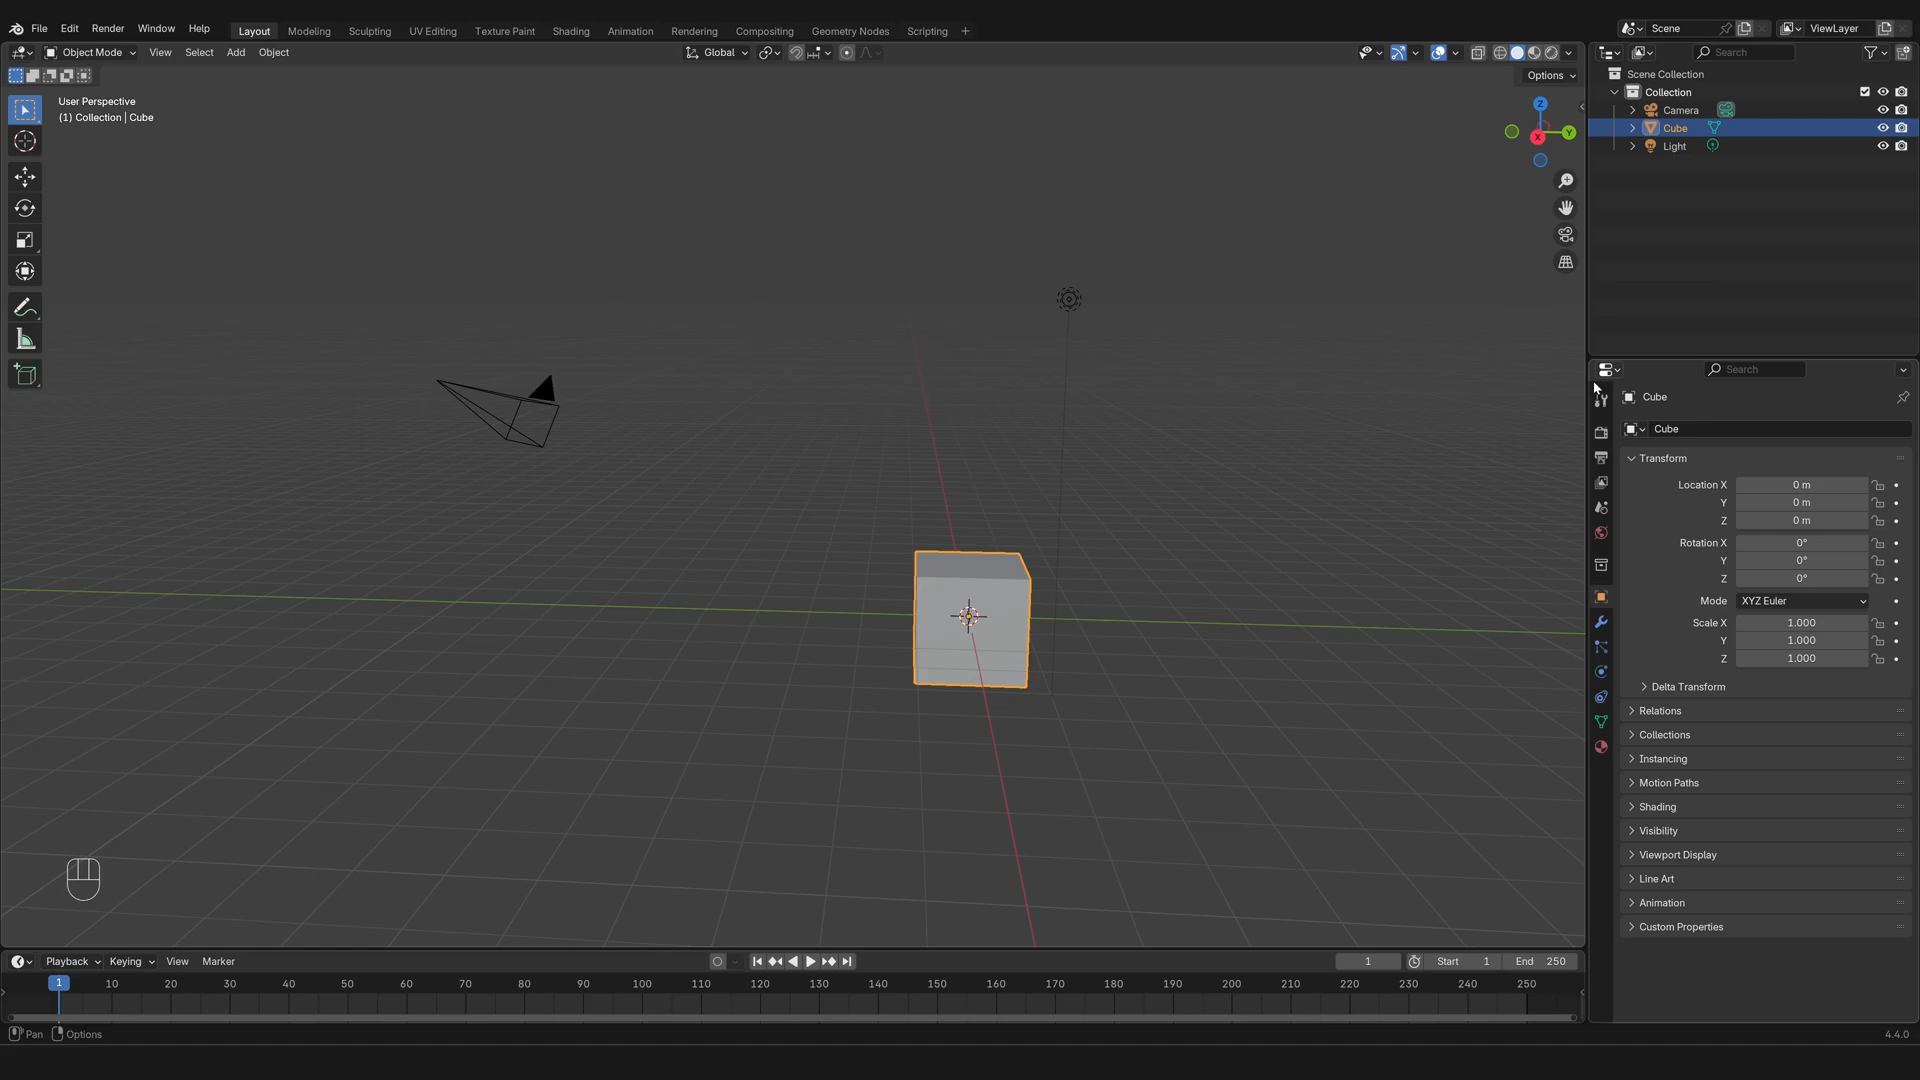 File Edit Render Window Help
Layout Modeling Sculpting UV Editing Texture Paint Shading Animation Rendering Compositing Geometry Nodes Scripting +
Scene
ViewLayer
Object Mode View Select Add Object
Global
Options
User Perspective
(1) Collection | Cube
Z
Y
X
Search
Scene Collection
Collection
Camera
Cube
Light
Search
Cube
Cube
Transform
Location X 0 m
Y 0 m
Z 0 m
Rotation X 0°
Y 0°
Z 0°
Mode XYZ Euler
Scale X 1.000
Y 1.000
Z 1.000
Delta Transform
Relations
Collections
Instancing
Motion Paths
Shading
Visibility
Viewport Display
Line Art
Animation
Custom Properties
Playback Keying View Marker
1 Start 1 End 250
1 10 20 30 40 50 60 70 80 90 100 110 120 130 140 150 160 170 180 190 200 210 220 230 240 250
Pan Options
4.4.0